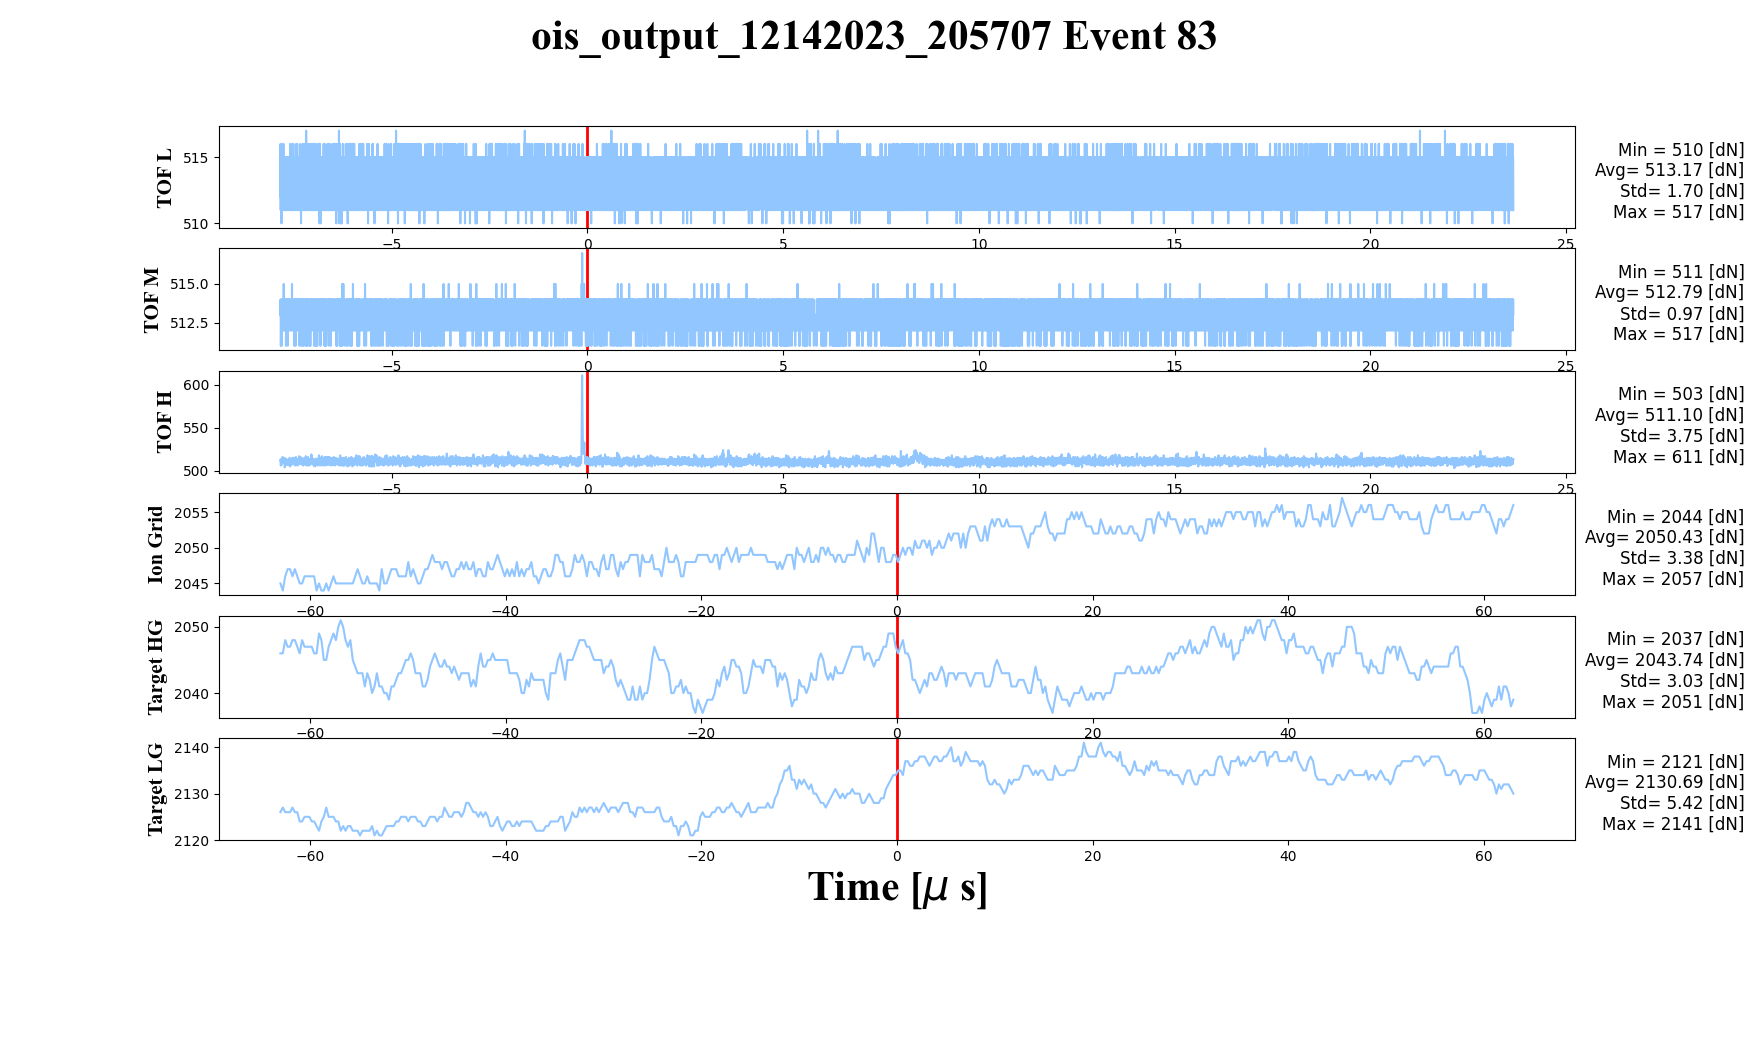 ois_output_12142023_205707 Event 83
TOF L
515
510
−5
0
5
10
15
20
25
Min = 510 [dN]
Avg= 513.17 [dN]
Std= 1.70 [dN]
Max = 517 [dN]
TOF M
515.0
512.5
−5
0
5
10
15
20
25
Min = 511 [dN]
Avg= 512.79 [dN]
Std= 0.97 [dN]
Max = 517 [dN]
TOF H
600
550
500
−5
0
5
10
15
20
25
Min = 503 [dN]
Avg= 511.10 [dN]
Std= 3.75 [dN]
Max = 611 [dN]
Ion Grid
2055
2050
2045
−60
−40
−20
0
20
40
60
Min = 2044 [dN]
Avg= 2050.43 [dN]
Std= 3.38 [dN]
Max = 2057 [dN]
Target HG
2050
2040
−60
−40
−20
0
20
40
60
Min = 2037 [dN]
Avg= 2043.74 [dN]
Std= 3.03 [dN]
Max = 2051 [dN]
Target LG
2140
2130
2120
−60
−40
−20
0
20
40
60
Min = 2121 [dN]
Avg= 2130.69 [dN]
Std= 5.42 [dN]
Max = 2141 [dN]
Time [μ s]